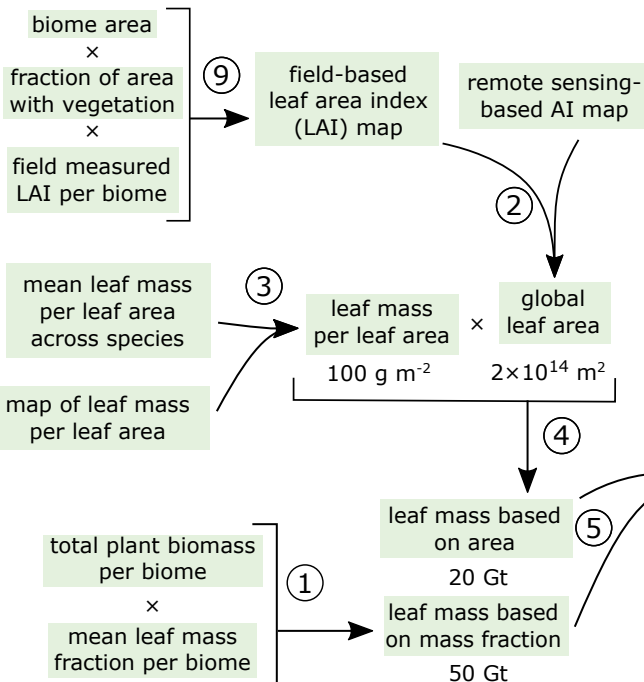 biome area
×
fraction of area
with vegetation
×
field measured
LAI per biome
9
field-based
leaf area index
(LAI) map
remote sensing-
based AI map
2
mean leaf mass
per leaf area
across species
3
map of leaf mass
per leaf area
leaf mass
per leaf area
×
global
leaf area
100 g m⁻²
2×10¹⁴ m²
4
leaf mass based
on area
20 Gt
5
total plant biomass
per biome
×
mean leaf mass
fraction per biome
1
leaf mass based
on mass fraction
50 Gt